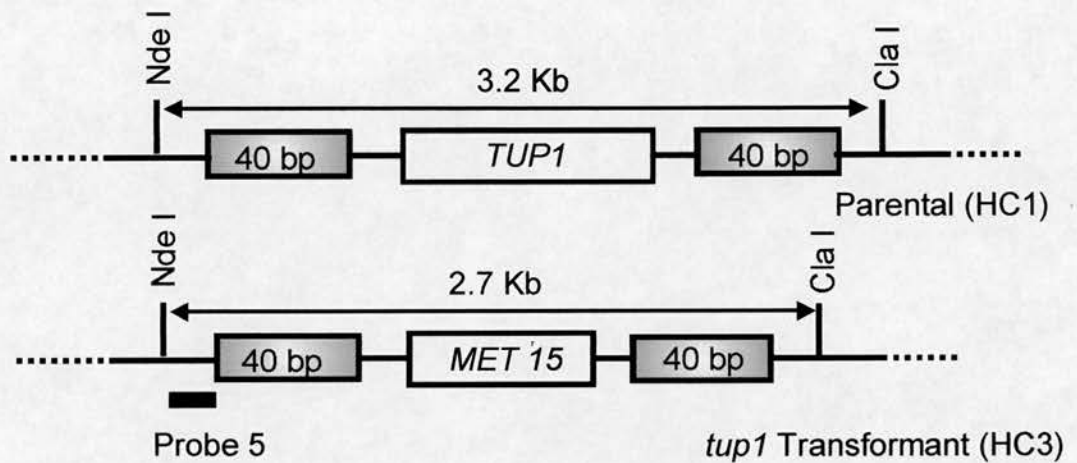 Nde I
3.2 Kb
Cla I
40 bp
TUP1
40 bp
Parental (HC1)
Nde I
2.7 Kb
Cla I
40 bp
MET 15
40 bp
Probe 5
tup1 Transformant (HC3)